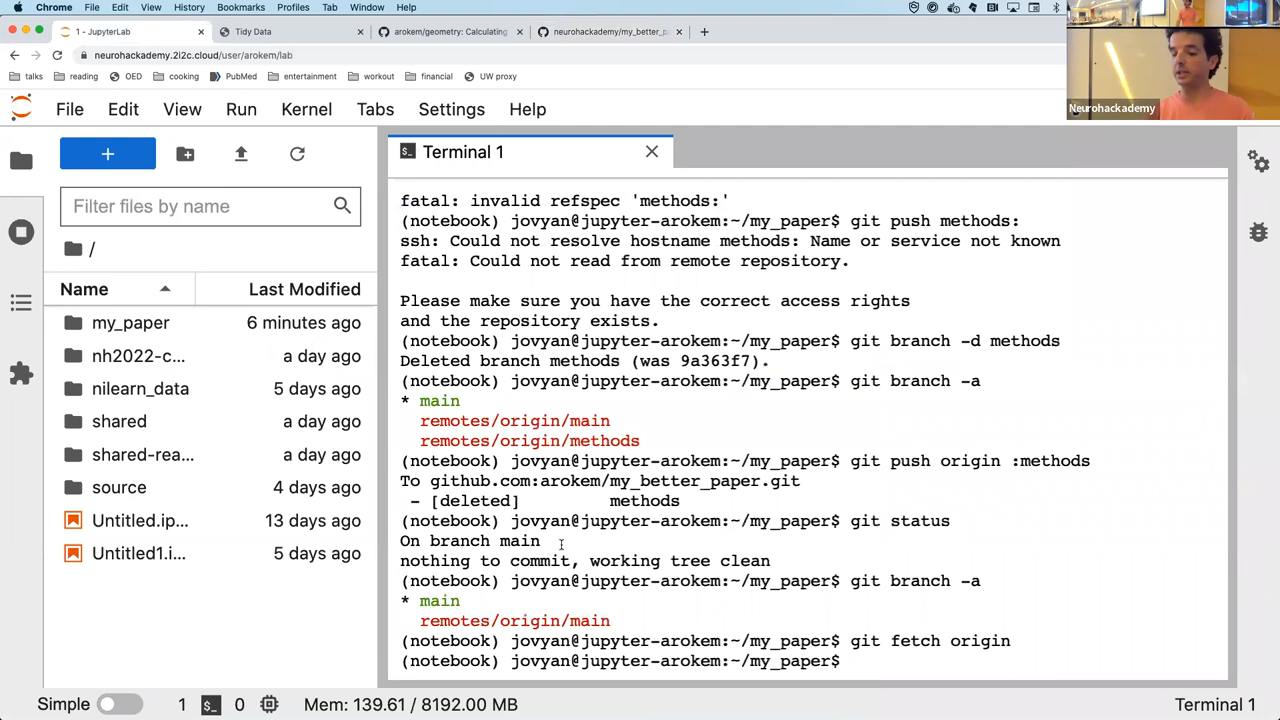 Chrome File Edit View History Bookmarks Profiles Tab Window Help
1 - JupyterLab
Tidy Data
arokem/geometry: Calculating
neurohackademy/my_better_p
neurohackademy.2i2c.cloud/user/arokem/lab
talks reading OED cooking PubMed entertainment workout financial UW proxy
Neurohackademy
File Edit View Run Kernel Tabs Settings Help
Terminal 1
Filter files by name
/
Name Last Modified
my_paper 6 minutes ago
nh2022-c... a day ago
nilearn_data 5 days ago
shared a day ago
shared-rea... a day ago
source 4 days ago
Untitled.ip... 13 days ago
Untitled1.i... 5 days ago
fatal: invalid refspec 'methods:'
(notebook) jovyan@jupyter-arokem:~/my_paper$ git push methods:
ssh: Could not resolve hostname methods: Name or service not known
fatal: Could not read from remote repository.
Please make sure you have the correct access rights
and the repository exists.
(notebook) jovyan@jupyter-arokem:~/my_paper$ git branch -d methods
Deleted branch methods (was 9a363f7).
(notebook) jovyan@jupyter-arokem:~/my_paper$ git branch -a
* main
remotes/origin/main
remotes/origin/methods
(notebook) jovyan@jupyter-arokem:~/my_paper$ git push origin :methods
To github.com:arokem/my_better_paper.git
- [deleted] methods
(notebook) jovyan@jupyter-arokem:~/my_paper$ git status
On branch main
nothing to commit, working tree clean
(notebook) jovyan@jupyter-arokem:~/my_paper$ git branch -a
* main
remotes/origin/main
(notebook) jovyan@jupyter-arokem:~/my_paper$ git fetch origin
(notebook) jovyan@jupyter-arokem:~/my_paper$
Simple 1 0 Mem: 139.61 / 8192.00 MB Terminal 1